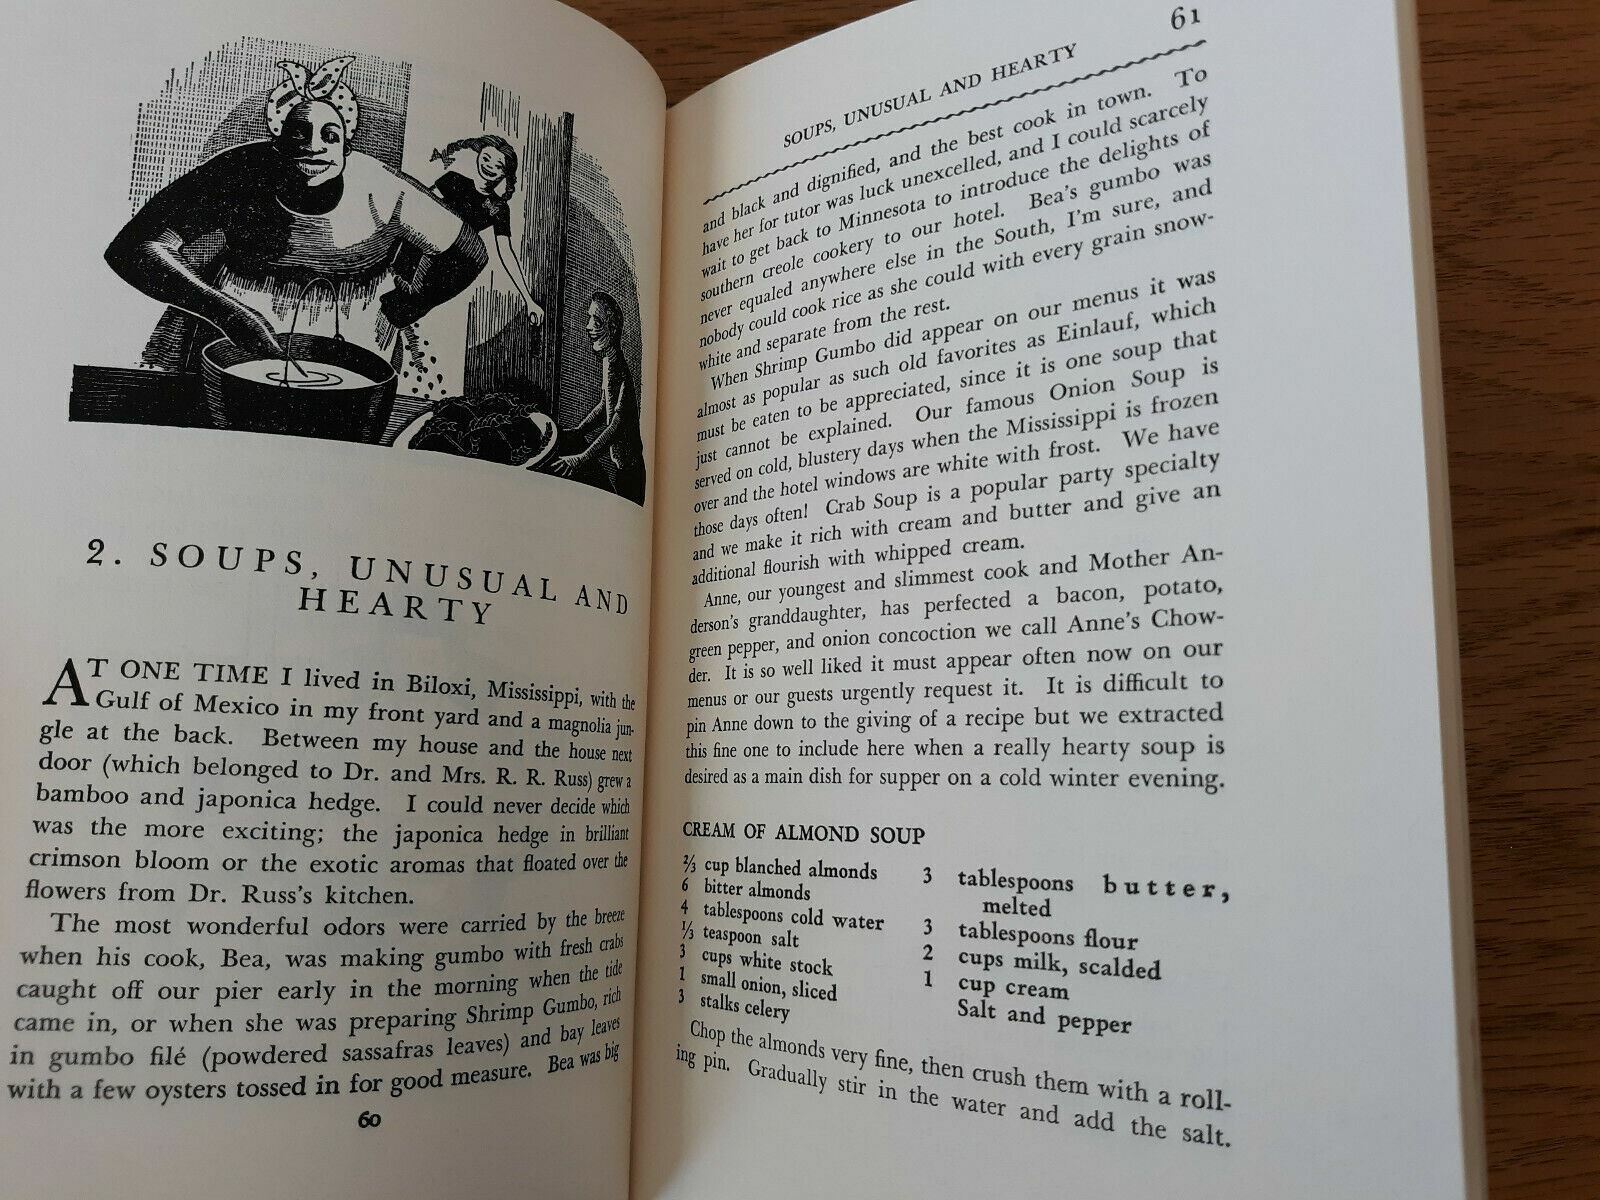 2. SOUPS, UNUSUAL AND
HEARTY
AT ONE TIME I lived in Biloxi, Mississippi, with the
Gulf of Mexico in my front yard and a magnolia jun-
gle at the back. Between my house and the house next
door (which belonged to Dr. and Mrs. R. R. Russ) grew a
bamboo and japonica hedge. I could never decide which
was the more exciting; the japonica hedge in brilliant
crimson bloom or the exotic aromas that floated over the
flowers from Dr. Russ's kitchen.
The most wonderful odors were carried by the breeze
when his cook, Bea, was making gumbo with fresh crabs
caught off our pier early in the morning when the tide
came in, or when she was preparing Shrimp Gumbo, rich
in gumbo filé (powdered sassafras leaves) and bay leaves
with a few oysters tossed in for good measure. Bea was big
60
61
SOUPS, UNUSUAL AND HEARTY
and black and dignified, and the best cook in town. To
have her for tutor was luck unexcelled, and I could scarcely
wait to get back to Minnesota to introduce the delights of
southern creole cookery to our hotel. Bea's gumbo was
never equaled anywhere else in the South, I'm sure, and
nobody could cook rice as she could with every grain snow-
white and separate from the rest.
When Shrimp Gumbo did appear on our menus it was
almost as popular as such old favorites as Einlauf, which
must be eaten to be appreciated, since it is one soup that
just cannot be explained. Our famous Onion Soup is
served on cold, blustery days when the Mississippi is frozen
over and the hotel windows are white with frost. We have
those days often! Crab Soup is a popular party specialty
and we make it rich with cream and butter and give an
additional flourish with whipped cream.
Anne, our youngest and slimmest cook and Mother An-
derson's granddaughter, has perfected a bacon, potato,
green pepper, and onion concoction we call Anne's Chow-
der. It is so well liked it must appear often now on our
menus or our guests urgently request it. It is difficult to
pin Anne down to the giving of a recipe but we extracted
this fine one to include here when a really hearty soup is
desired as a main dish for supper on a cold winter evening.
CREAM OF ALMOND SOUP
⅔ cup blanched almonds
6 bitter almonds
4 tablespoons cold water
⅓ teaspoon salt
3 cups white stock
1 small onion, sliced
3 stalks celery
3 tablespoons butter,
melted
3 tablespoons flour
2 cups milk, scalded
1 cup cream
Salt and pepper
Chop the almonds very fine, then crush them with a roll-
ing pin. Gradually stir in the water and add the salt.